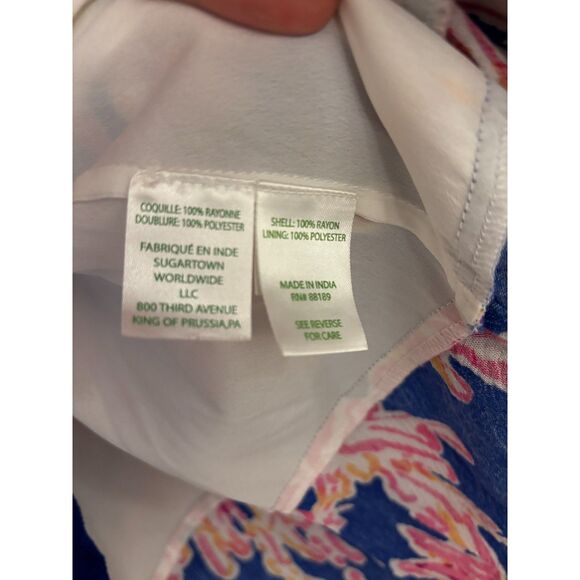 COQUILLE: 100% RAYONNE
DOUBLURE: 100% POLYESTER
FABRIQUÉ EN INDE
SUGARTOWN
WORLDWIDE
LLC
800 THIRD AVENUE
KING OF PRUSSIA,PA
SHELL: 100% RAYON
LINING: 100% POLYESTER
MADE IN INDIA
RN# 88189
SEE REVERSE
FOR CARE